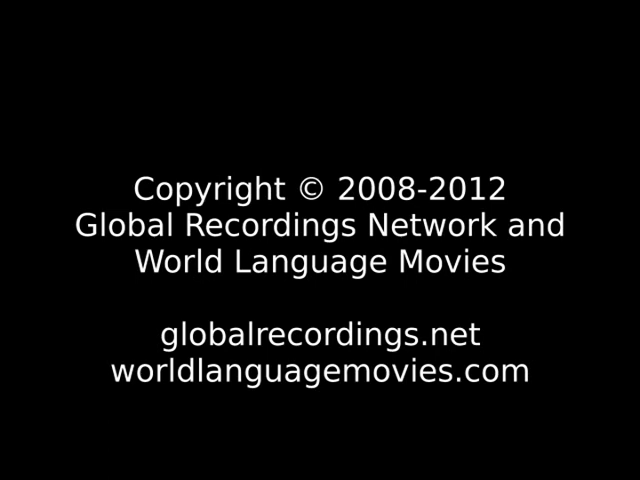 Copyright © 2008-2012
Global Recordings Network and
World Language Movies
globalrecordings.net
worldlanguagemovies.com